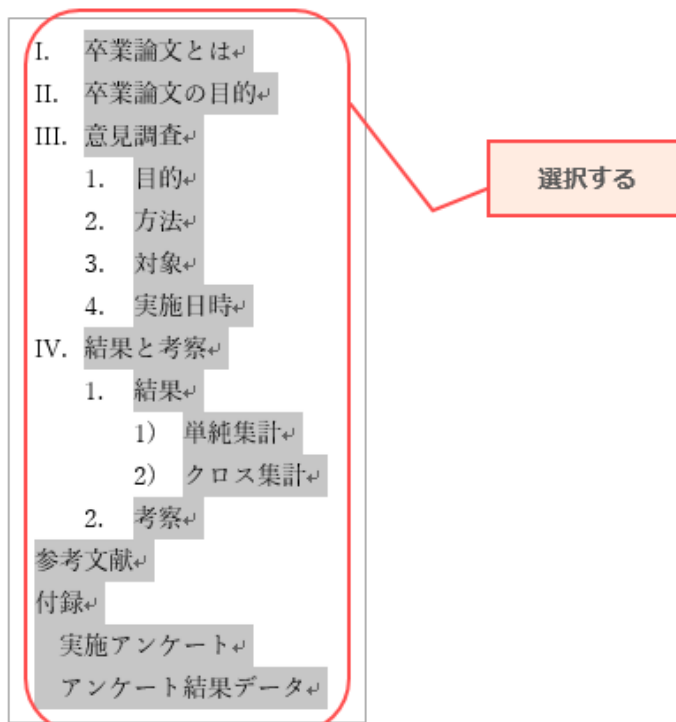 I. 卒業論文とは↵
II. 卒業論文の目的↵
III. 意見調査↵
1. 目的↵
2. 方法↵
3. 対象↵
4. 実施日時↵
IV. 結果と考察↵
1. 結果↵
1) 単純集計↵
2) クロス集計↵
2. 考察↵
参考文献↵
付録↵
実施アンケート↵
アンケート結果データ↵
選択する